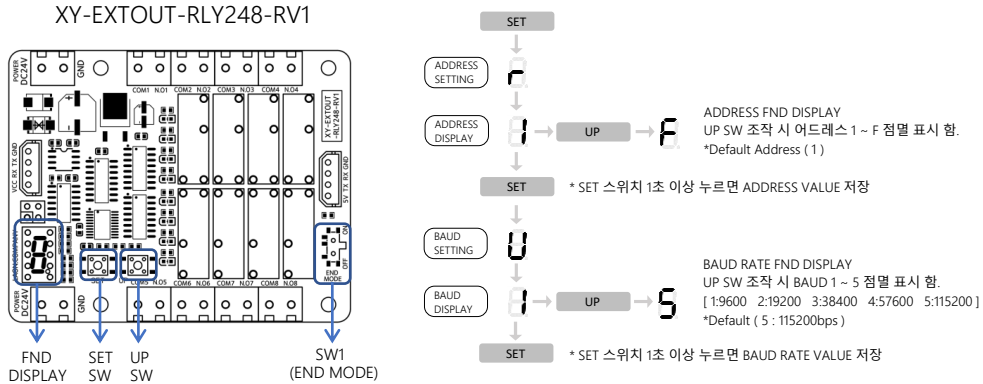 XY-EXTOUT-RLY248-RV1
POWER
DC24V
GND
COM1 N.O1 COM2 N.O2 COM3 N.O3 COM4 N.O4
XY-EXTOUT
-RLY248-RV1
VCC RX TX GND
5V TX RX GND
ON
OFF
END
MODE
SET
UP
COM5 N.O5 COM6 N.O6 COM7 N.O7 COM8 N.O8
POWER
DC24V
GND
FND
DISPLAY
SET
SW
UP
SW
SW1
(END MODE)
SET
ADDRESS
SETTING
r
ADDRESS
DISPLAY
1
UP
F
ADDRESS FND DISPLAY
UP SW 조작 시 어드레스 1 ~ F 점멸 표시 함.
*Default Address ( 1 )
SET
* SET 스위치 1초 이상 누르면 ADDRESS VALUE 저장
BAUD
SETTING
U
BAUD
DISPLAY
1
UP
5
BAUD RATE FND DISPLAY
UP SW 조작 시 BAUD 1 ~ 5 점멸 표시 함.
[ 1:9600 2:19200 3:38400 4:57600 5:115200 ]
*Default ( 5 : 115200bps )
SET
* SET 스위치 1초 이상 누르면 BAUD RATE VALUE 저장